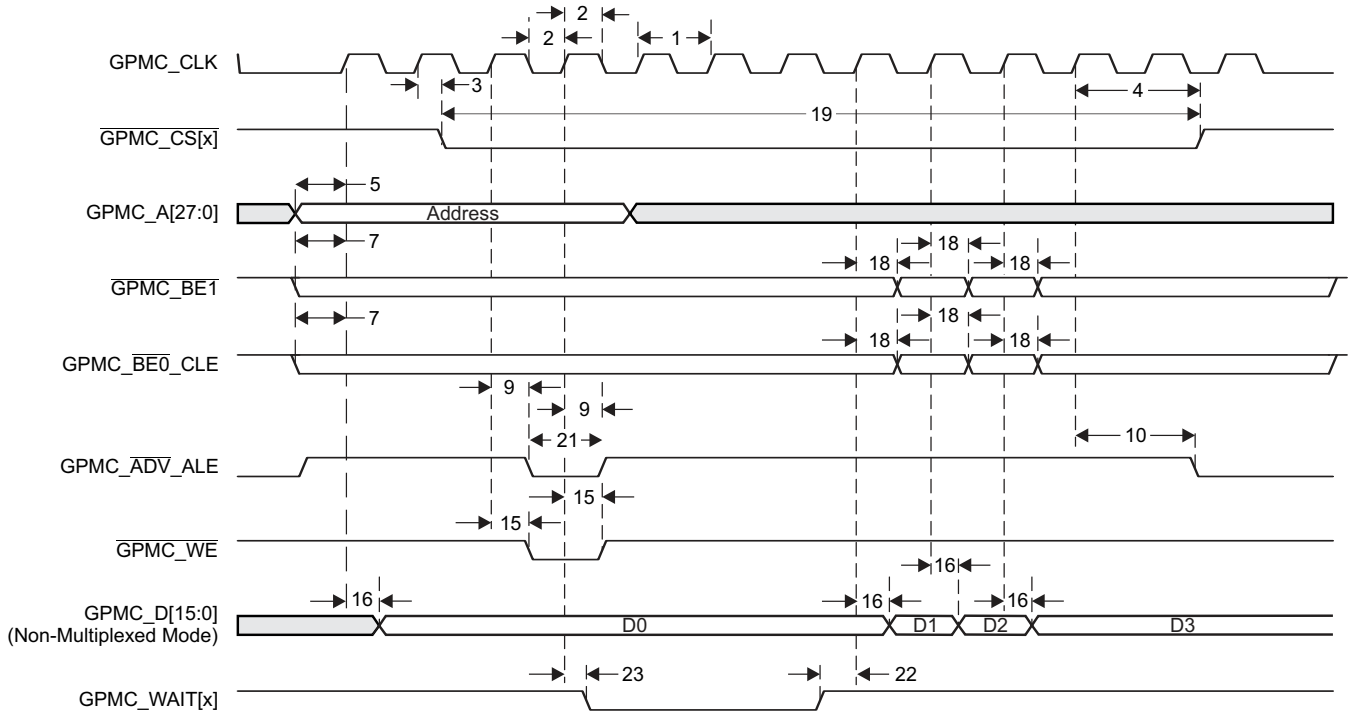 2
2
1
GPMC_CLK
3
4
19
GPMC_CS[x]
5
GPMC_A[27:0]
Address
7
18
18
18
GPMC_BE1
7
18
18
18
GPMC_BE0_CLE
9
9
21
10
GPMC_ADV_ALE
15
15
GPMC_WE
16
16
16
16
GPMC_D[15:0]
(Non-Multiplexed Mode)
D0
D1
D2
D3
23
22
GPMC_WAIT[x]